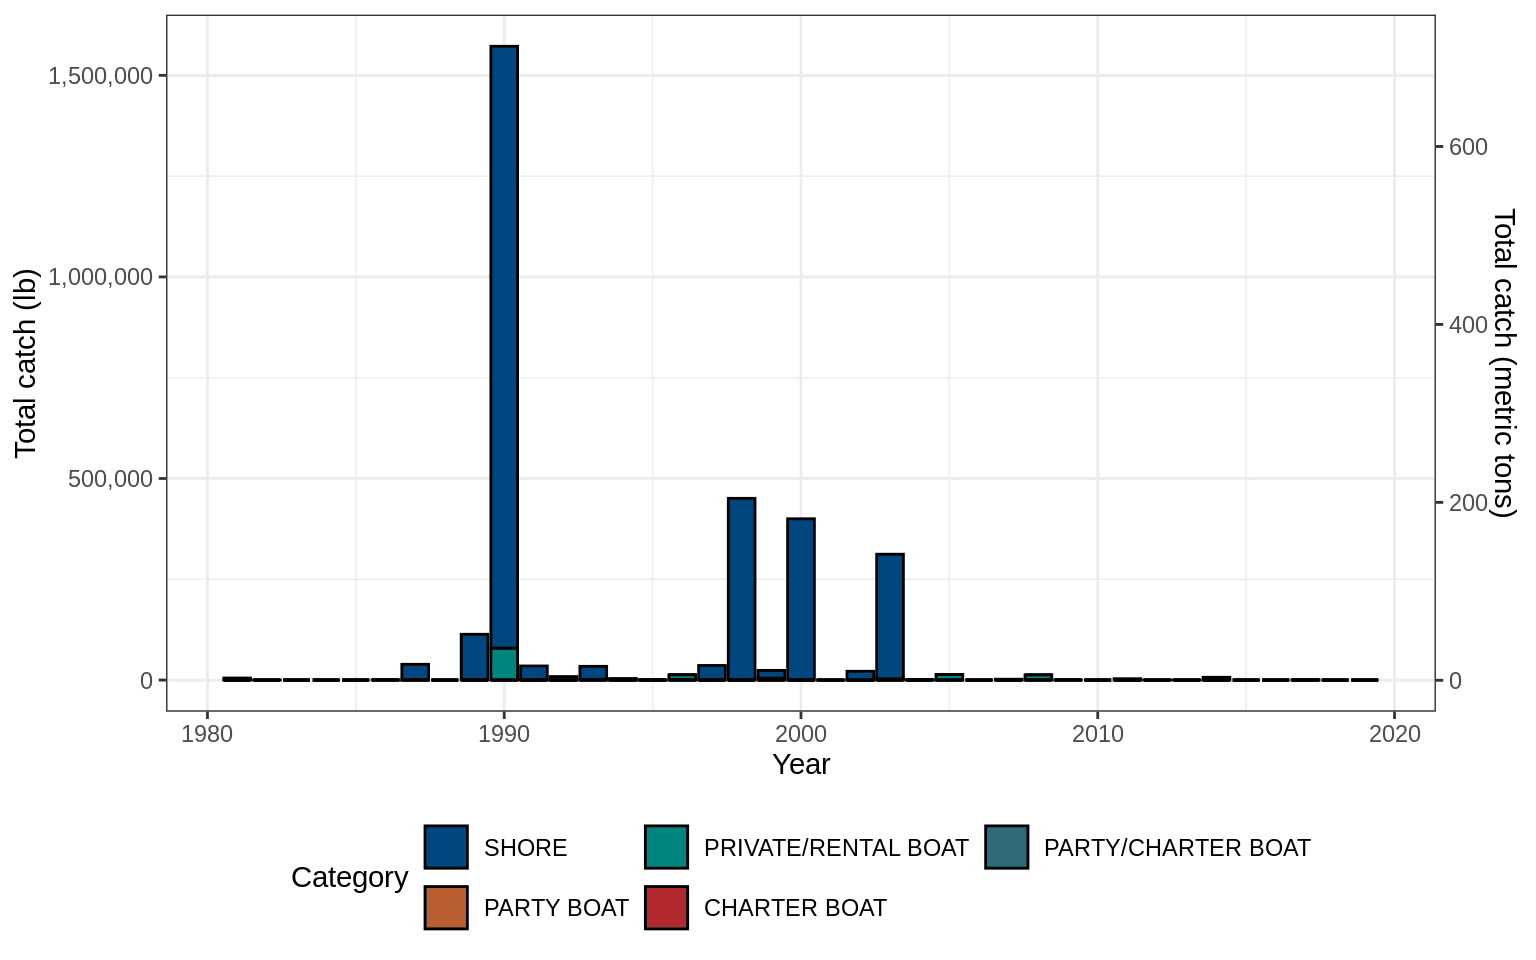 1,500,000
1,000,000
500,000
0
Total catch (lb)
600
400
200
0
Total catch (metric tons)
1980 1990 2000 2010 2020
Year
Category
SHORE PRIVATE/RENTAL BOAT PARTY/CHARTER BOAT
PARTY BOAT CHARTER BOAT